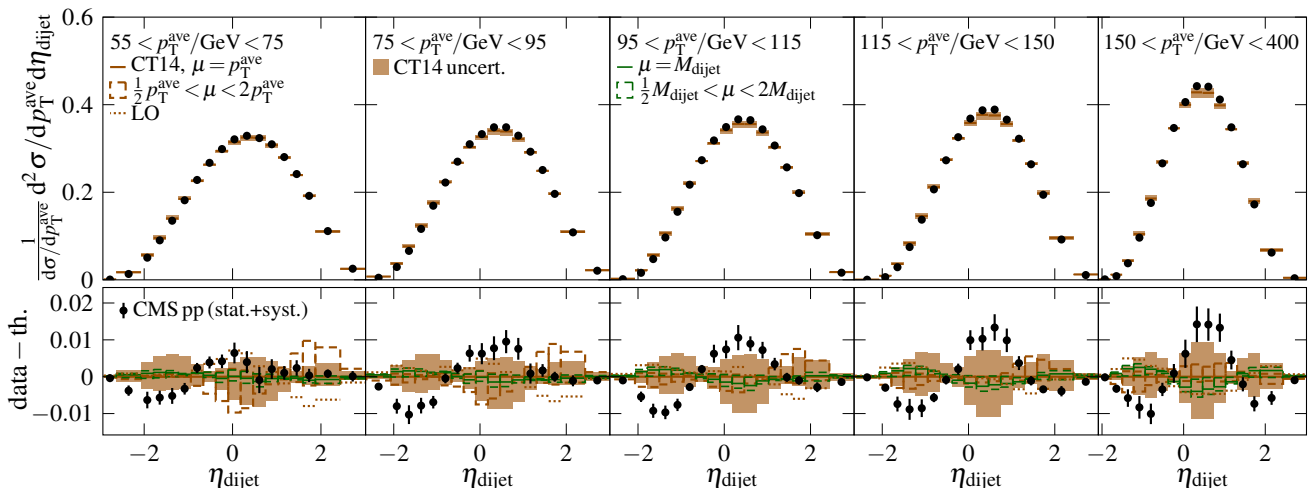 0.6
0.4
0.2
0
1/(dσ/dp_T^ave) d²σ/dp_T^ave dη_dijet
55 < p_T^ave/GeV < 75
CT14, μ = p_T^ave
½ p_T^ave < μ < 2p_T^ave
LO
75 < p_T^ave/GeV < 95
CT14 uncert.
95 < p_T^ave/GeV < 115
μ = M_dijet
½ M_dijet < μ < 2M_dijet
115 < p_T^ave/GeV < 150
150 < p_T^ave/GeV < 400
0.02
0.01
0
−0.01
data − th.
CMS pp (stat.+syst.)
−2 0 2 −2 0 2 −2 0 2 −2 0 2 −2 0 2
η_dijet η_dijet η_dijet η_dijet η_dijet